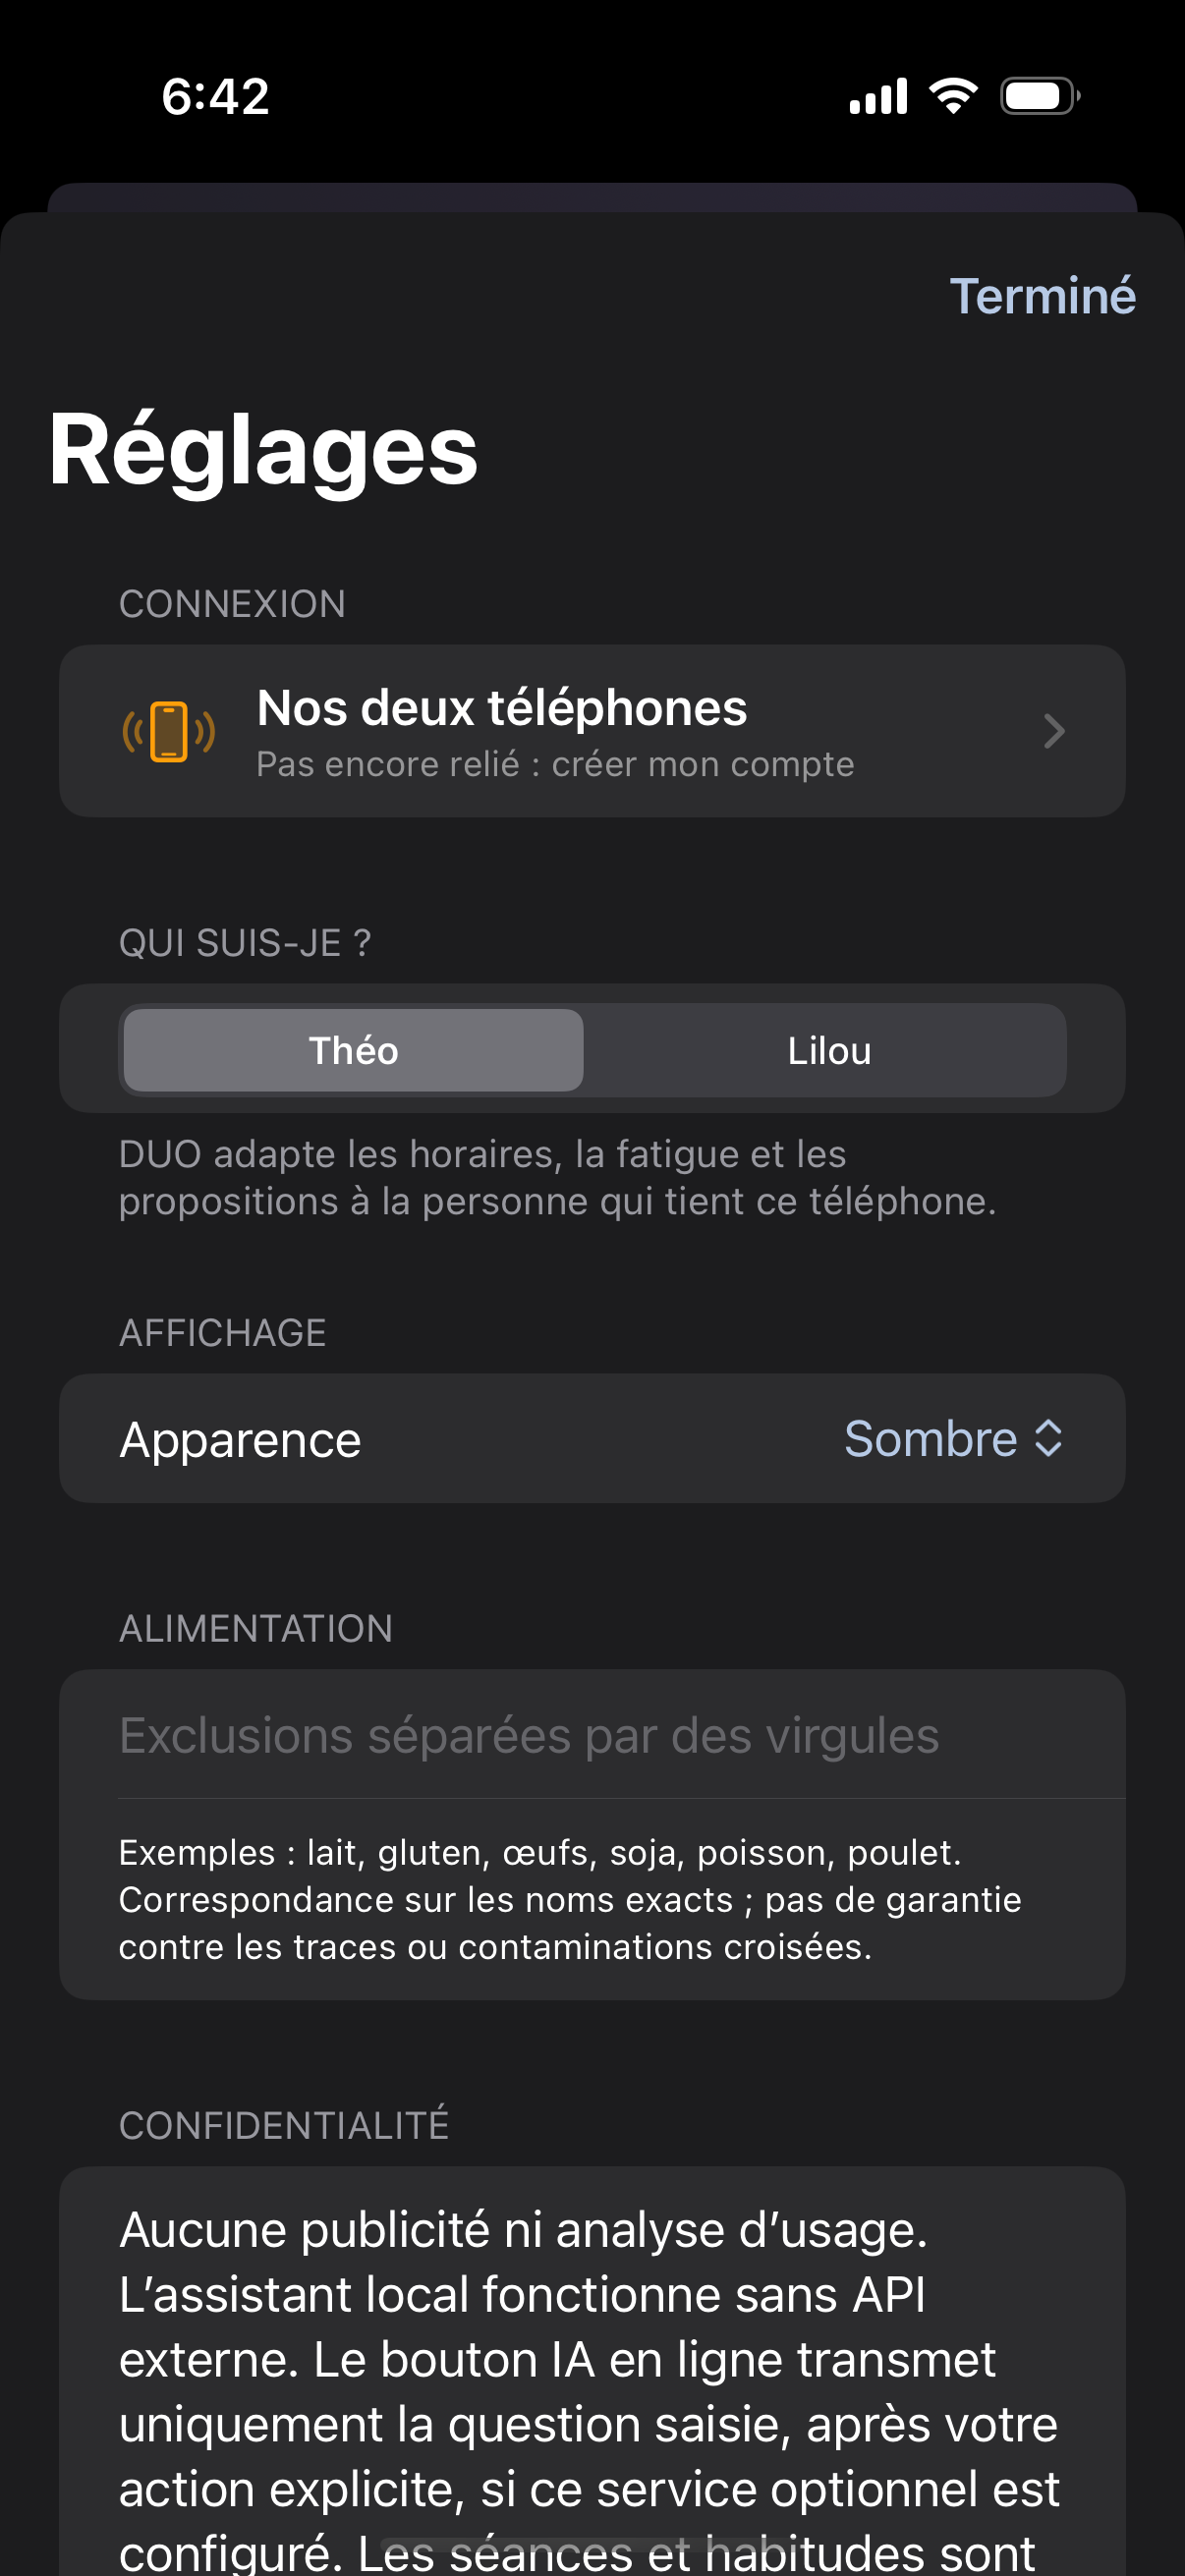 6:42
Terminé
Réglages
CONNEXION
Nos deux téléphones
Pas encore relié : créer mon compte
QUI SUIS-JE ?
Théo
Lilou
DUO adapte les horaires, la fatigue et les
propositions à la personne qui tient ce téléphone.
AFFICHAGE
Apparence
Sombre
ALIMENTATION
Exclusions séparées par des virgules
Exemples : lait, gluten, œufs, soja, poisson, poulet.
Correspondance sur les noms exacts ; pas de garantie
contre les traces ou contaminations croisées.
CONFIDENTIALITÉ
Aucune publicité ni analyse d’usage.
L’assistant local fonctionne sans API
externe. Le bouton IA en ligne transmet
uniquement la question saisie, après votre
action explicite, si ce service optionnel est
configuré. Les séances et habitudes sont